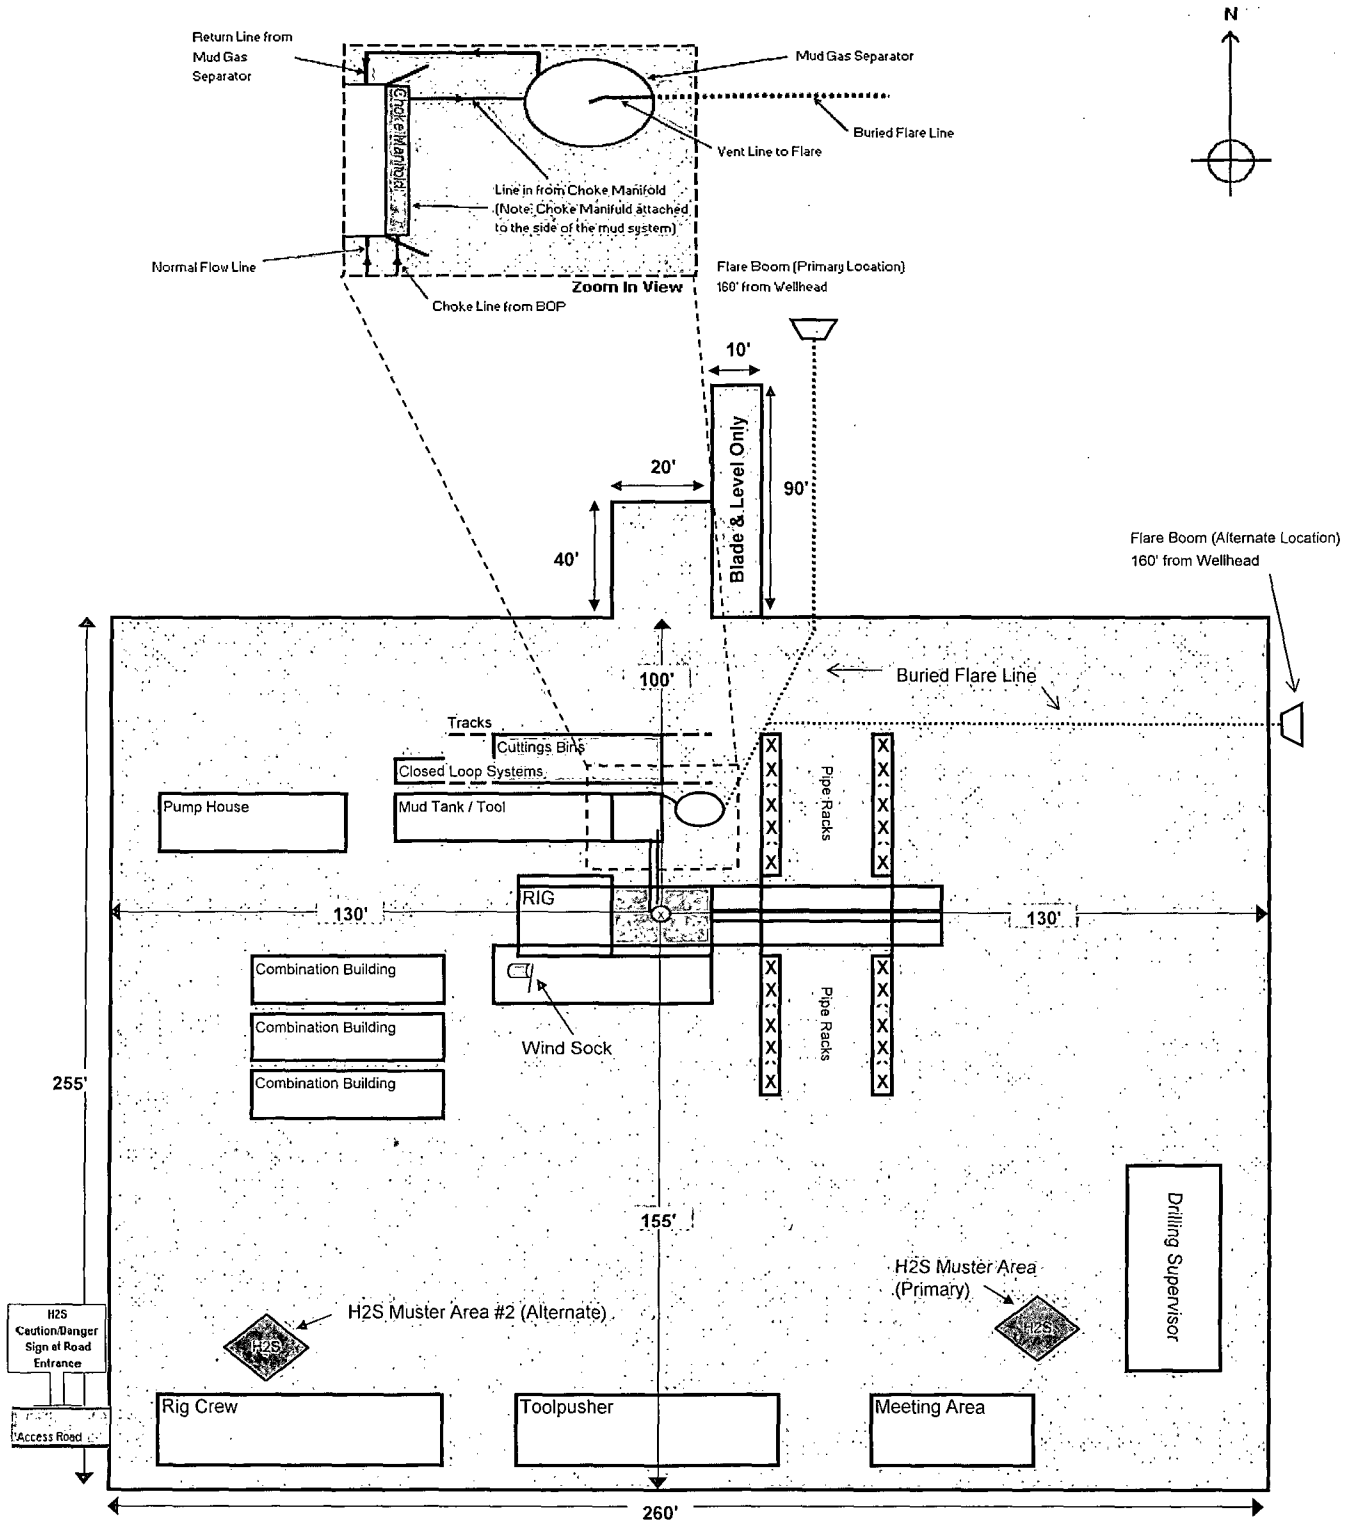 N
Return Line from
Mud Gas
Separator
Mud Gas Separator
Buried Flare Line
Vent Line to Flare
Choke Manifold
Line in from Choke Manifold
(Note: Choke Manifuld attached
to the side of the mud system)
Normal Flow Line
Choke Line from BOP
Zoom In View
Flare Boom (Primary Location)
160' from Wellhead
10'
20'
Blade & Level Only
90'
40'
Flare Boom (Alternate Location)
160' from Wellhead
100'
Buried Flare Line
Tracks
Cuttings Bins
Closed Loop Systems
Pump House
Mud Tank / Tool
X X
X X
X X
X X
X X
Pipe Racks
RIG
130'
X
130'
Combination Building
Combination Building
Combination Building
Wind Sock
X X
X X
X X
X X
X X
Pipe Racks
255'
155'
Drilling Supervisor
H2S Muster Area
(Primary)
H2S
H2S Muster Area #2 (Alternate)
H2S
H2S
Caution/Danger
Sign at Road
Entrance
Access Road
Rig Crew
Toolpusher
Meeting Area
260'